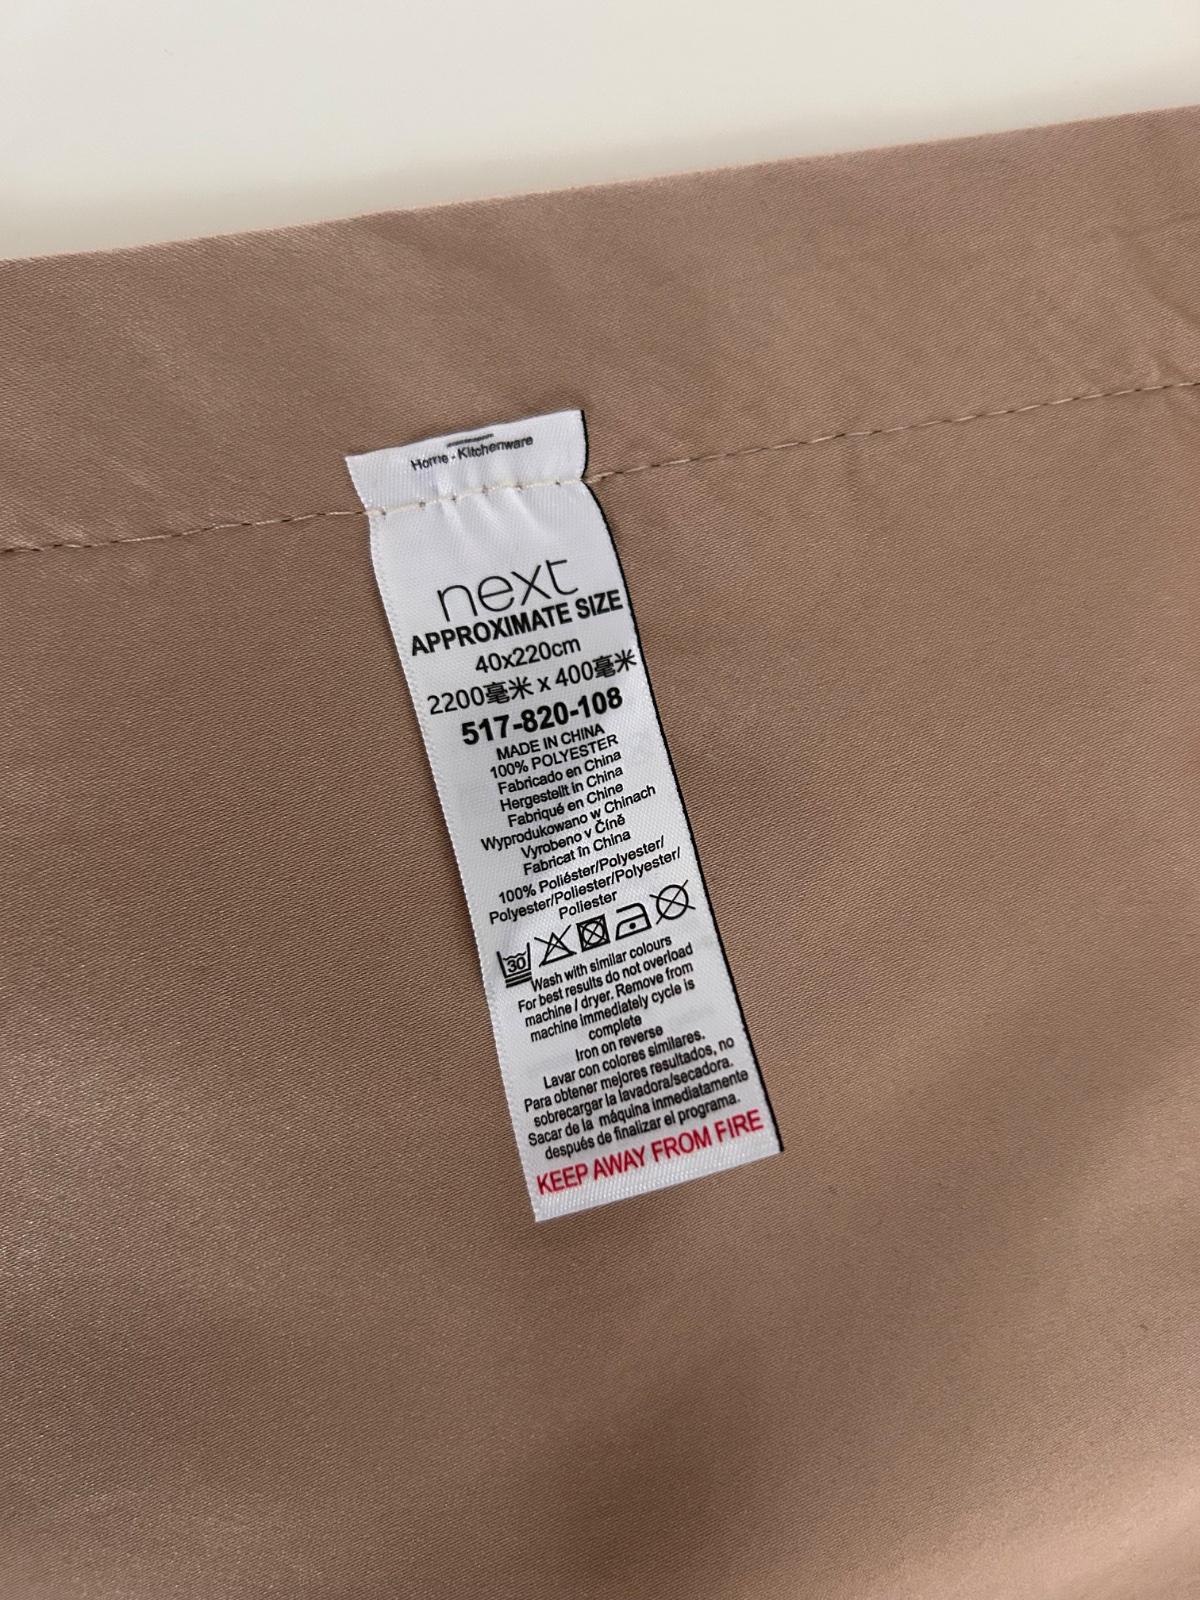 Home - Kitchenware
next
APPROXIMATE SIZE
40x220cm
2200毫米 x 400毫米
517-820-108
MADE IN CHINA
100% POLYESTER
Fabricado en China
Hergestellt in China
Fabriqué en Chine
Wyprodukowano w Chinach
Vyrobeno v Číně
Fabricat în China
100% Poliéster/Polyester/
Polyester/Poliester/Polyester/
Poliester
30
Wash with similar colours
For best results do not overload
machine / dryer. Remove from
machine immediately cycle is
complete
Iron on reverse
Lavar con colores similares.
Para obtener mejores resultados, no
sobrecargar la lavadora/secadora.
Sacar de la máquina inmediatamente
después de finalizar el programa.
KEEP AWAY FROM FIRE